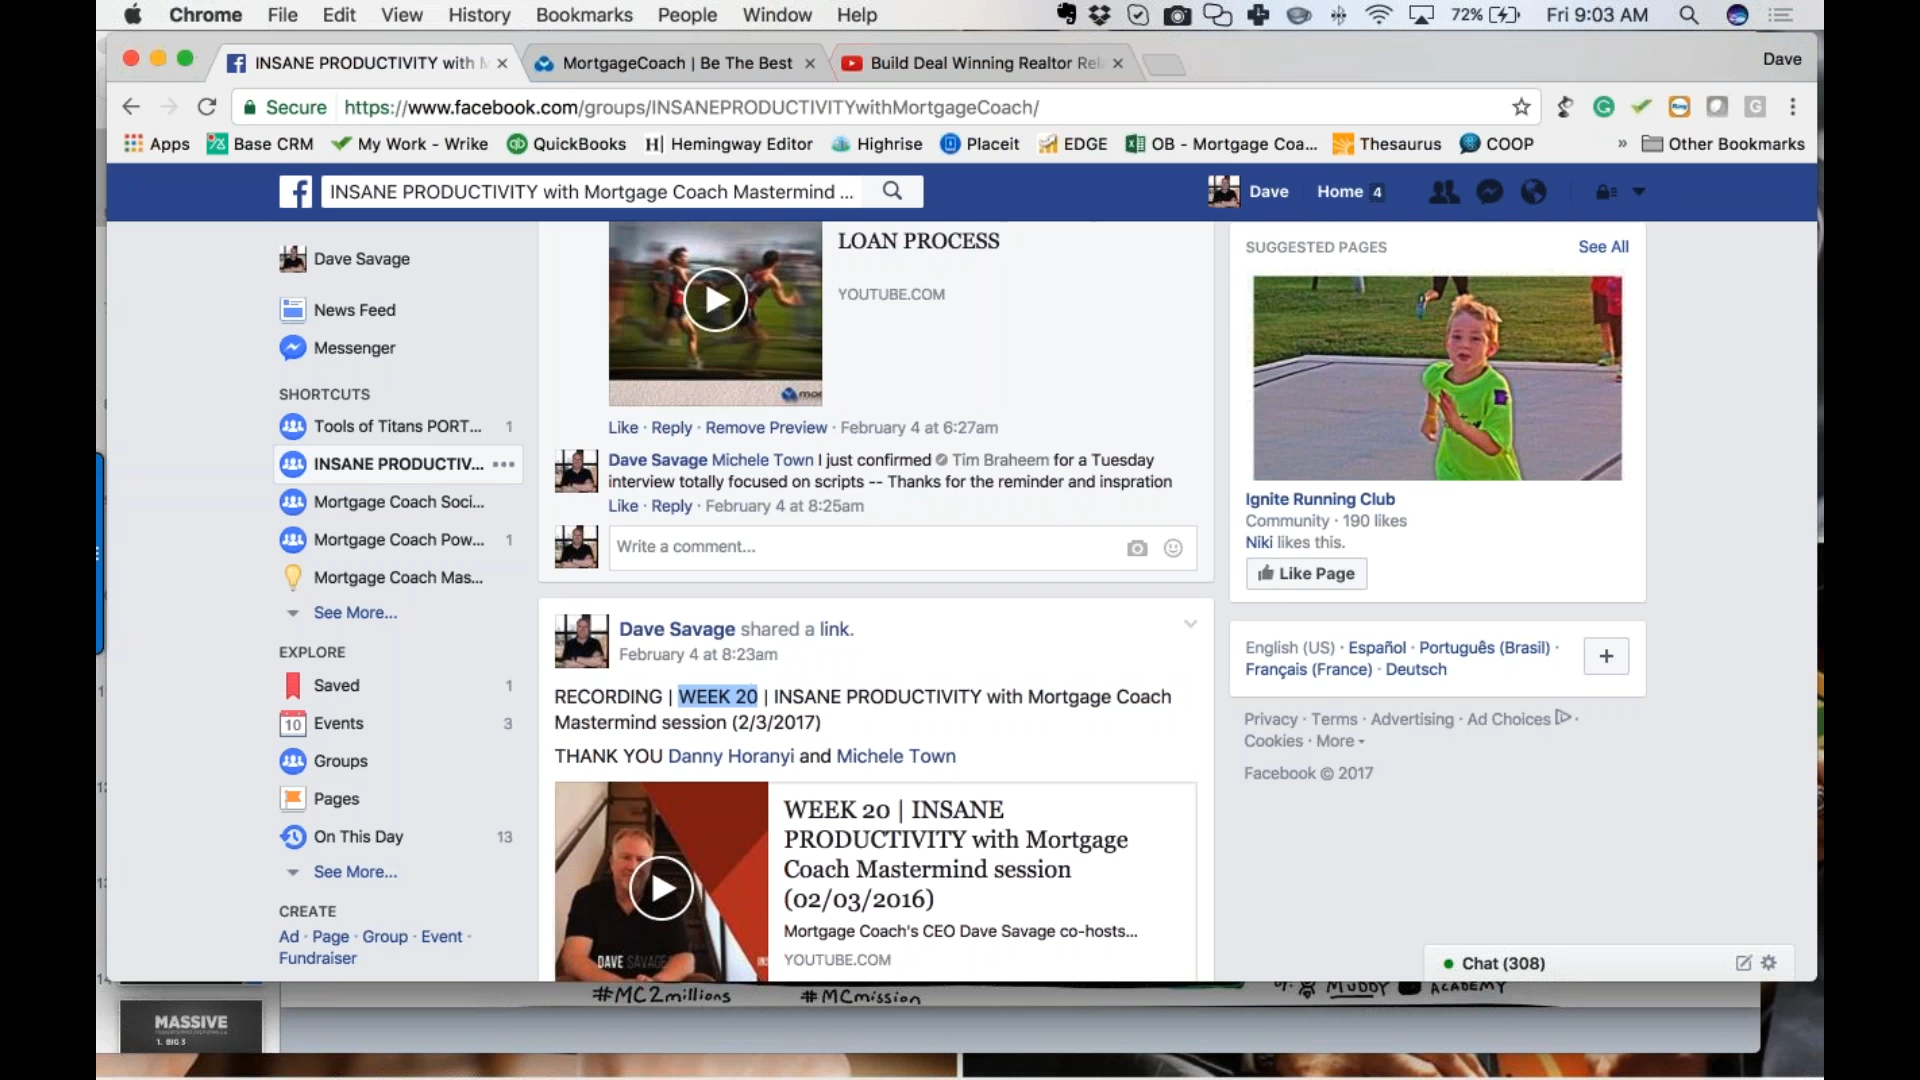 Chrome File Edit View History Bookmarks People Window Help 72% Fri 9:03 AM
INSANE PRODUCTIVITY with MortgageCoach | Be The Best Build Deal Winning Realtor Rel Dave
Secure https://www.facebook.com/groups/INSANEPRODUCTIVITYwithMortgageCoach/
Apps Base CRM My Work - Wrike QuickBooks Hemingway Editor Highrise Placeit EDGE OB - Mortgage Coa... Thesaurus COOP » Other Bookmarks
INSANE PRODUCTIVITY with Mortgage Coach Mastermind ... Dave Home 4
Dave Savage
News Feed
Messenger
SHORTCUTS
Tools of Titans PORT... 1
INSANE PRODUCTIV...
Mortgage Coach Soci...
Mortgage Coach Pow... 1
Mortgage Coach Mas...
See More...
EXPLORE
Saved 1
10 Events 3
Groups
Pages
On This Day 13
See More...
CREATE
Ad · Page · Group · Event ·
Fundraiser
LOAN PROCESS
YOUTUBE.COM
Like · Reply · Remove Preview · February 4 at 6:27am
Dave Savage Michele Town I just confirmed Tim Braheem for a Tuesday
interview totally focused on scripts -- Thanks for the reminder and inspration
Like · Reply · February 4 at 8:25am
Write a comment...
Dave Savage shared a link.
February 4 at 8:23am
RECORDING | WEEK 20 | INSANE PRODUCTIVITY with Mortgage Coach
Mastermind session (2/3/2017)
THANK YOU Danny Horanyi and Michele Town
WEEK 20 | INSANE
PRODUCTIVITY with Mortgage
Coach Mastermind session
(02/03/2016)
Mortgage Coach's CEO Dave Savage co-hosts...
YOUTUBE.COM
DAVE SAVAGE
SUGGESTED PAGES See All
Ignite Running Club
Community · 190 likes
Niki likes this.
Like Page
English (US) · Español · Português (Brasil) ·
Français (France) · Deutsch
Privacy · Terms · Advertising · Ad Choices ·
Cookies · More
Facebook © 2017
Chat (308)
#MC2millions #MCmission MUDDY ACADEMY
MASSIVE
1. BIG 3